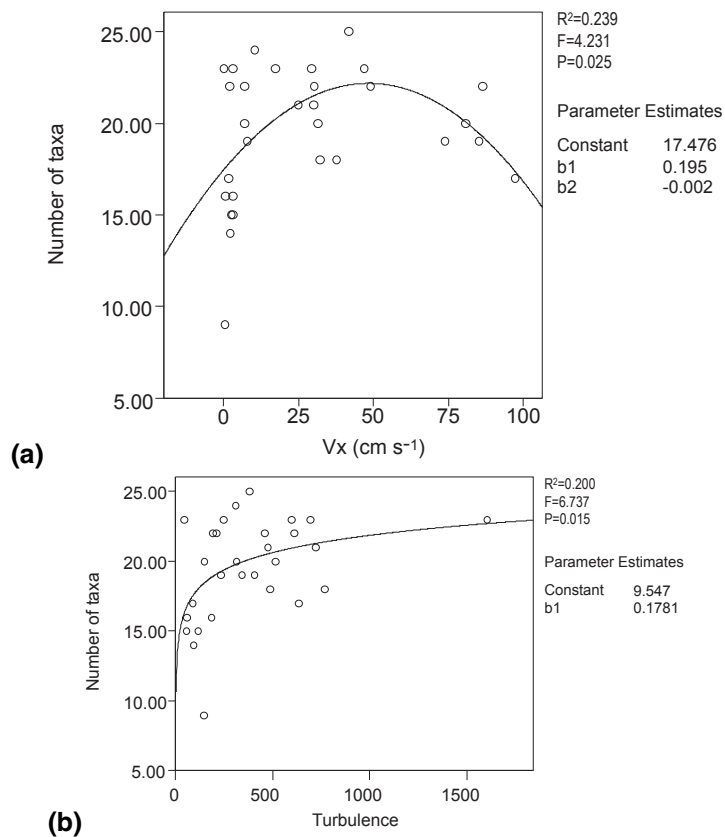 25.00
20.00
15.00
10.00
5.00
Number of taxa
0
25
50
75
100
Vx (cm s-1)
R²=0.239
F=4.231
P=0.025
Parameter Estimates
Constant 17.476
b1 0.195
b2 -0.002
(a)
25.00
20.00
15.00
10.00
5.00
Number of taxa
0
500
1000
1500
Turbulence
R²=0.200
F=6.737
P=0.015
Parameter Estimates
Constant 9.547
b1 0.1781
(b)